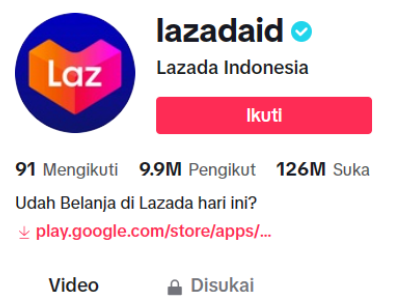 Laz
lazadaid
Lazada Indonesia
Ikuti
91 Mengikuti 9.9M Pengikut 126M Suka
Udah Belanja di Lazada hari ini?
play.google.com/store/apps/...
Video Disukai